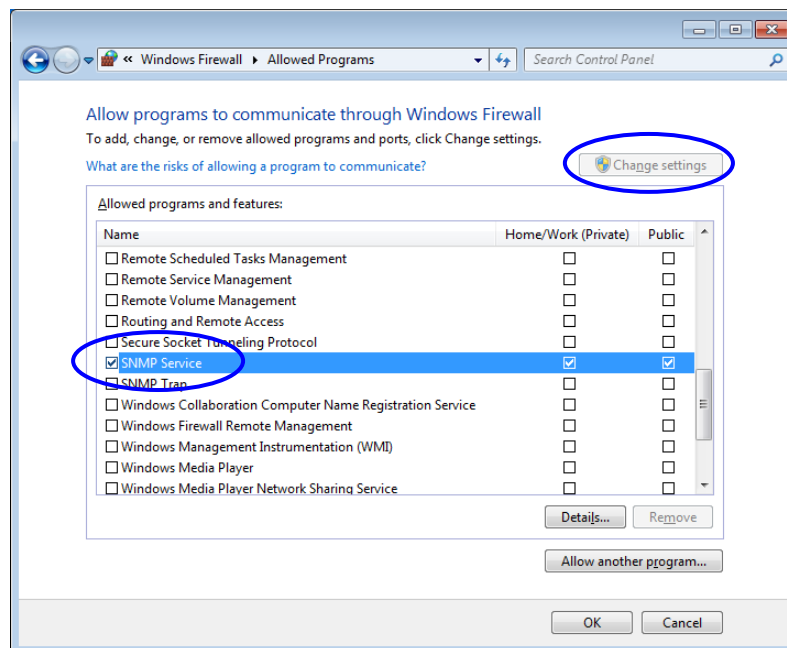 « Windows Firewall ▸ Allowed Programs Search Control Panel
Allow programs to communicate through Windows Firewall
To add, change, or remove allowed programs and ports, click Change settings.
What are the risks of allowing a program to communicate? Change settings
Allowed programs and features:
Name Home/Work (Private) Public
Remote Scheduled Tasks Management
Remote Service Management
Remote Volume Management
Routing and Remote Access
Secure Socket Tunneling Protocol
SNMP Service
SNMP Trap
Windows Collaboration Computer Name Registration Service
Windows Firewall Remote Management
Windows Management Instrumentation (WMI)
Windows Media Player
Windows Media Player Network Sharing Service
Details... Remove
Allow another program...
OK Cancel